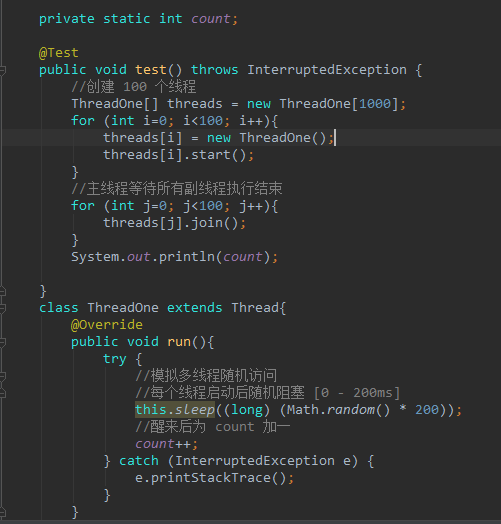 private static int count;
@Test
public void test() throws InterruptedException {
//创建 100 个线程
ThreadOne[] threads = new ThreadOne[1000];
for (int i=0; i<100; i++){
threads[i] = new ThreadOne();
threads[i].start();
}
//主线程等待所有副线程执行结束
for (int j=0; j<100; j++){
threads[j].join();
}
System.out.println(count);
}
class ThreadOne extends Thread{
@Override
public void run(){
try {
//模拟多线程随机访问
//每个线程启动后随机阻塞 [0 - 200ms]
this.sleep((long) (Math.random() * 200));
//醒来后为 count 加一
count++;
} catch (InterruptedException e) {
e.printStackTrace();
}
}